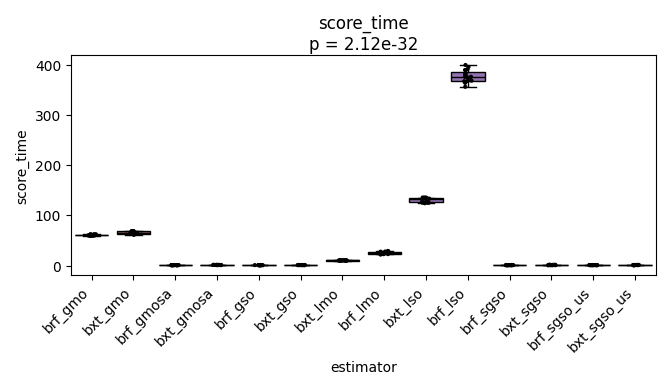 score_time
p = 2.12e-32
score_time
400
300
200
100
0
brf_gmo
bxt_gmo
brf_gmosa
bxt_gmosa
brf_gso
bxt_gso
bxt_lmo
brf_lmo
bxt_lso
brf_lso
brf_sgso
bxt_sgso
brf_sgso_us
bxt_sgso_us
estimator